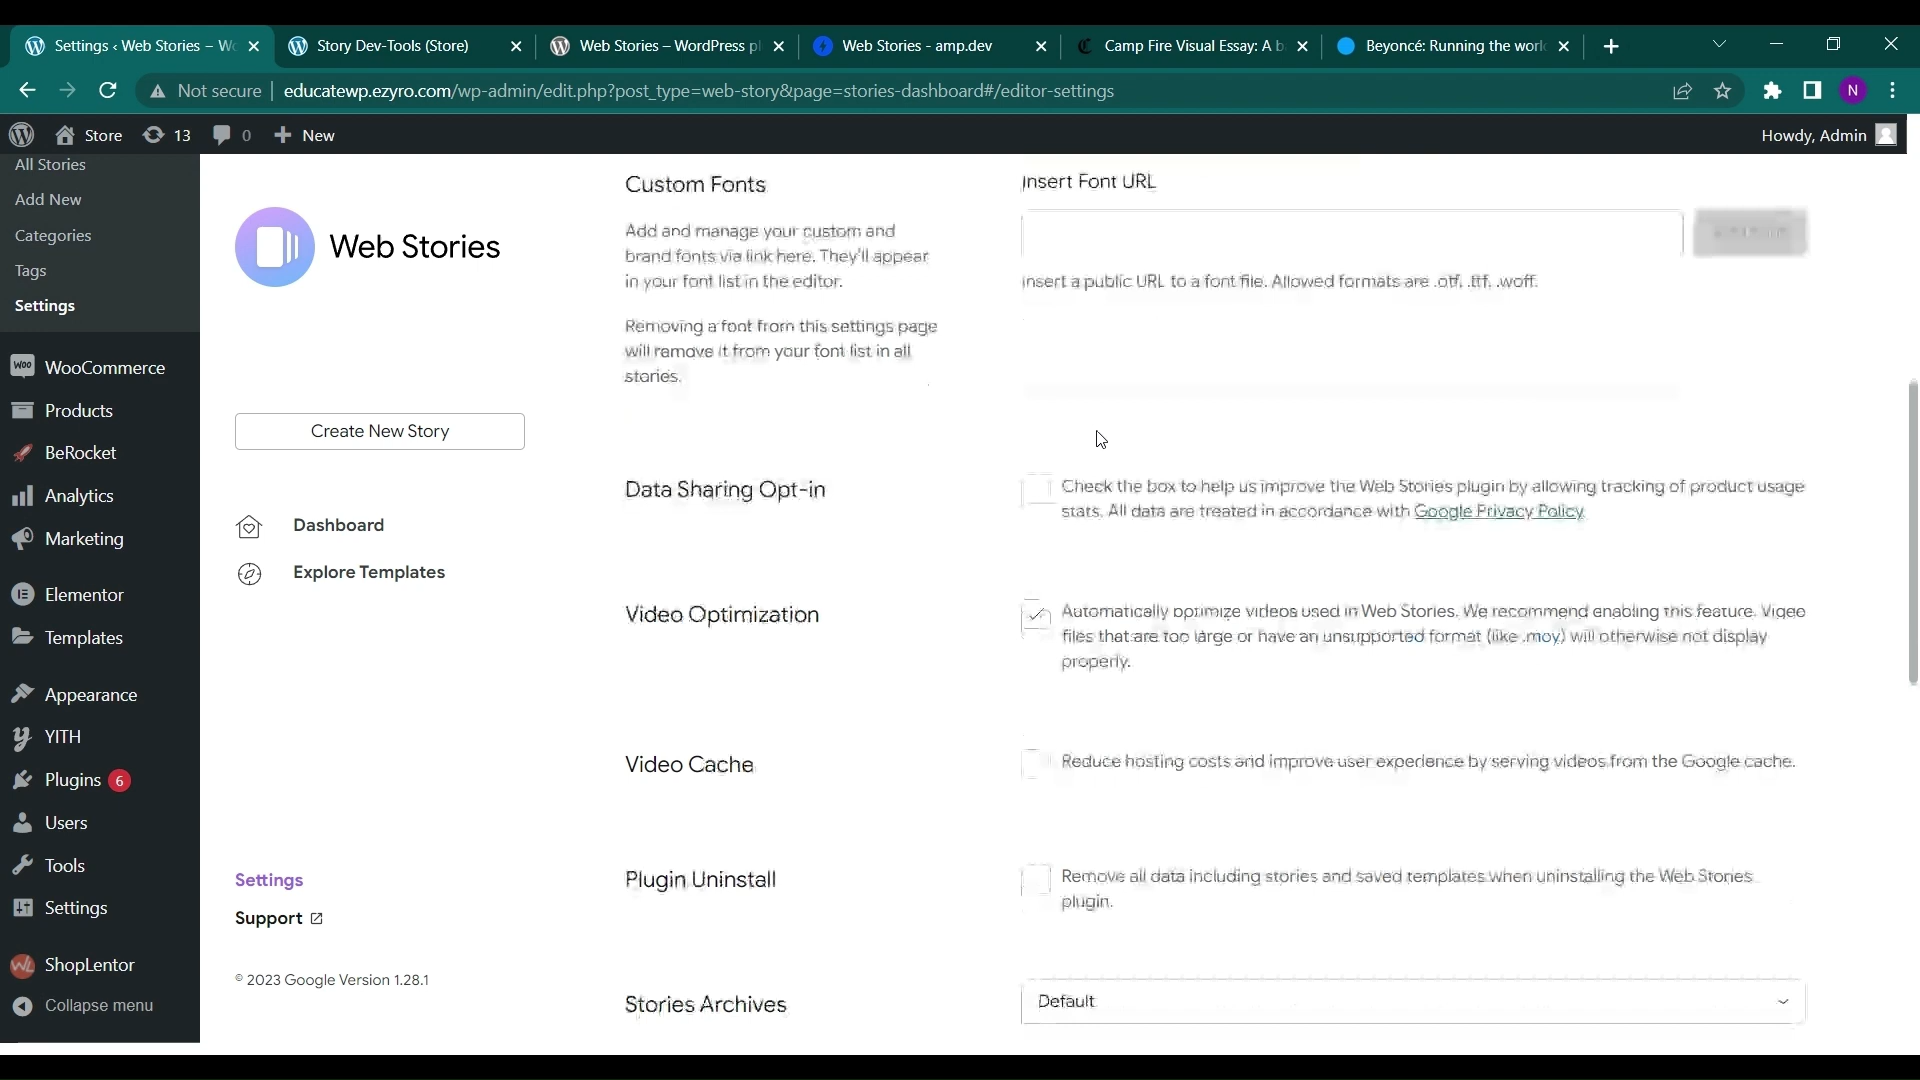 Settings ‹ Web Stories – Wo
Story Dev-Tools (Store)
Web Stories – WordPress pl
Web Stories - amp.dev
Camp Fire Visual Essay: A b
Beyoncé: Running the worl
Not secure
educatewp.ezyro.com/wp-admin/edit.php?post_type=web-story&page=stories-dashboard#/editor-settings
N
Store
13
0
New
Howdy, Admin
All Stories
Add New
Categories
Tags
Settings
WooCommerce
Products
BeRocket
Analytics
Marketing
Elementor
Templates
Appearance
YITH
Plugins 6
Users
Tools
Settings
ShopLentor
Collapse menu
Web Stories
Create New Story
Dashboard
Explore Templates
Settings
Support
© 2023 Google Version 1.28.1
Custom Fonts
Add and manage your custom and
brand fonts via link here. They'll appear
in your font list in the editor.
Removing a font from this settings page
will remove it from your font list in all
stories.
Insert Font URL
Insert a public URL to a font file. Allowed formats are .otf, .ttf, .woff.
Data Sharing Opt-in
Check the box to help us improve the Web Stories plugin by allowing tracking of product usage
stats. All data are treated in accordance with Google Privacy Policy.
Video Optimization
Automatically optimize videos used in Web Stories. We recommend enabling this feature. Video
files that are too large or have an unsupported format (like .mov) will otherwise not display
properly.
Video Cache
Reduce hosting costs and improve user experience by serving videos from the Google cache.
Plugin Uninstall
Remove all data including stories and saved templates when uninstalling the Web Stories
plugin.
Stories Archives
Default